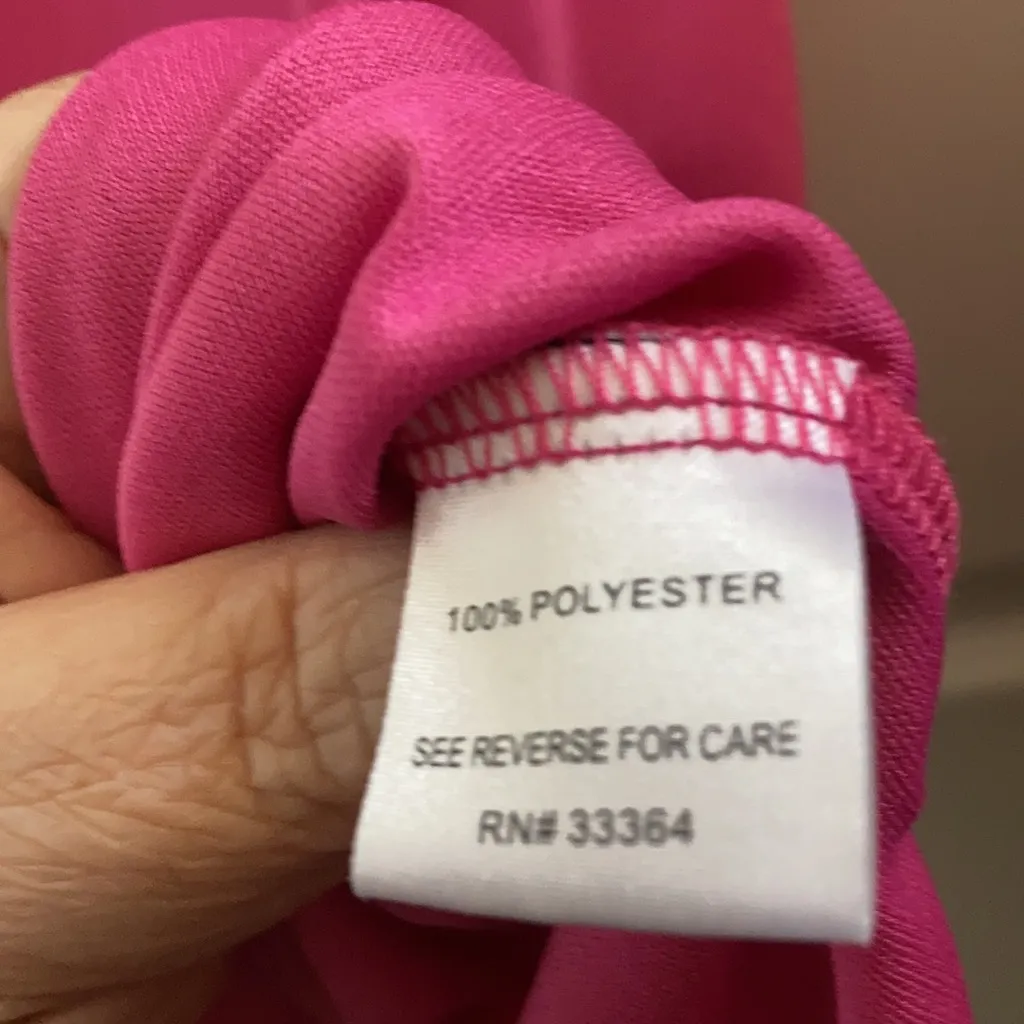 100% POLYESTER
SEE REVERSE FOR CARE
RN# 33364